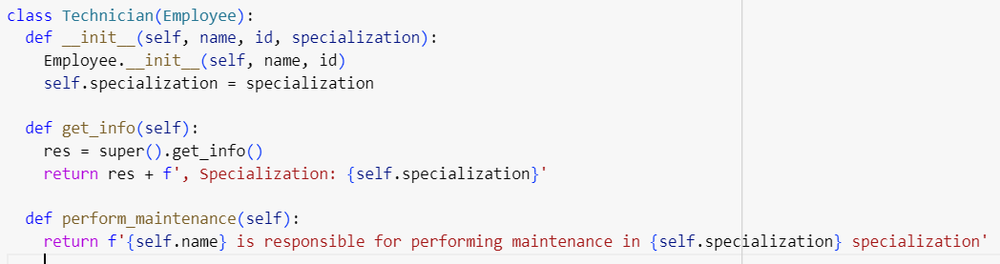 class Technician(Employee):
  def __init__(self, name, id, specialization):
    Employee.__init__(self, name, id)
    self.specialization = specialization

  def get_info(self):
    res = super().get_info()
    return res + f', Specialization: {self.specialization}'

  def perform_maintenance(self):
    return f'{self.name} is responsible for performing maintenance in {self.specialization} specialization'